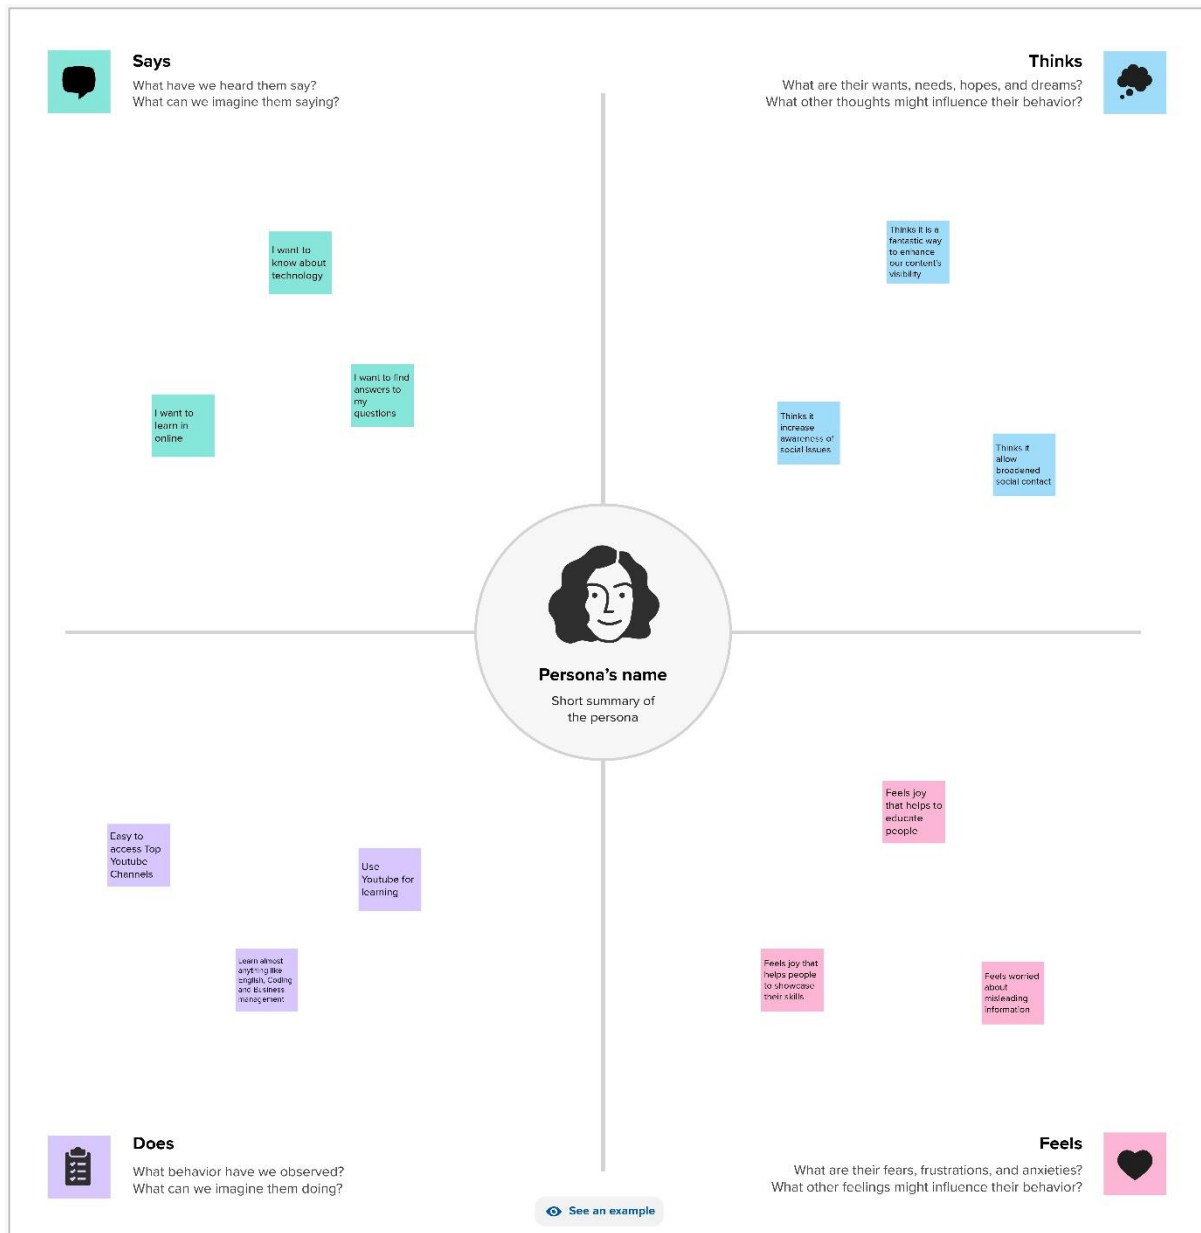 Says
What have we heard them say?
What can we imagine them saying?
Thinks
What are their wants, needs, hopes, and dreams?
What other thoughts might influence their behavior?
I want to
know about
technology
I want to find
answers to
my
questions
I want to
learn in
online
Thinks it is a
fantastic way
to enhance
our content's
visibility
Thinks it
increase
awareness of
social issues
Thinks it
allow
broadened
social contact
Persona's name
Short summary of
the persona
Easy to
access Top
Youtube
Channels
Use
Youtube for
learning
Learn almost
anything like
English, Coding
and Business
management
Feels joy
that helps to
educate
people
Feels joy that
helps people
to showcase
their skills
Feels worried
about
misleading
information
Does
What behavior have we observed?
What can we imagine them doing?
Feels
What are their fears, frustrations, and anxieties?
What other feelings might influence their behavior?
See an example